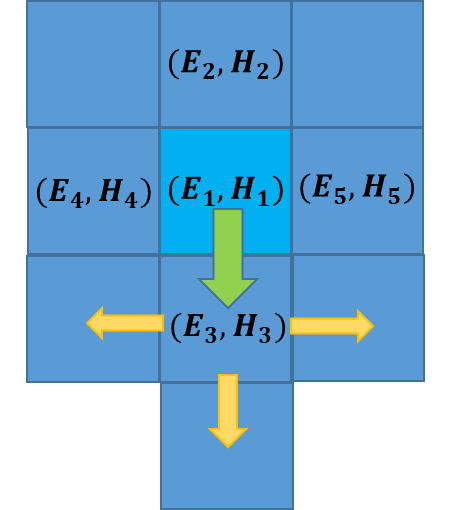 (E₂, H₂)
(E₄, H₄) (E₁, H₁) (E₅, H₅)
(E₃, H₃)